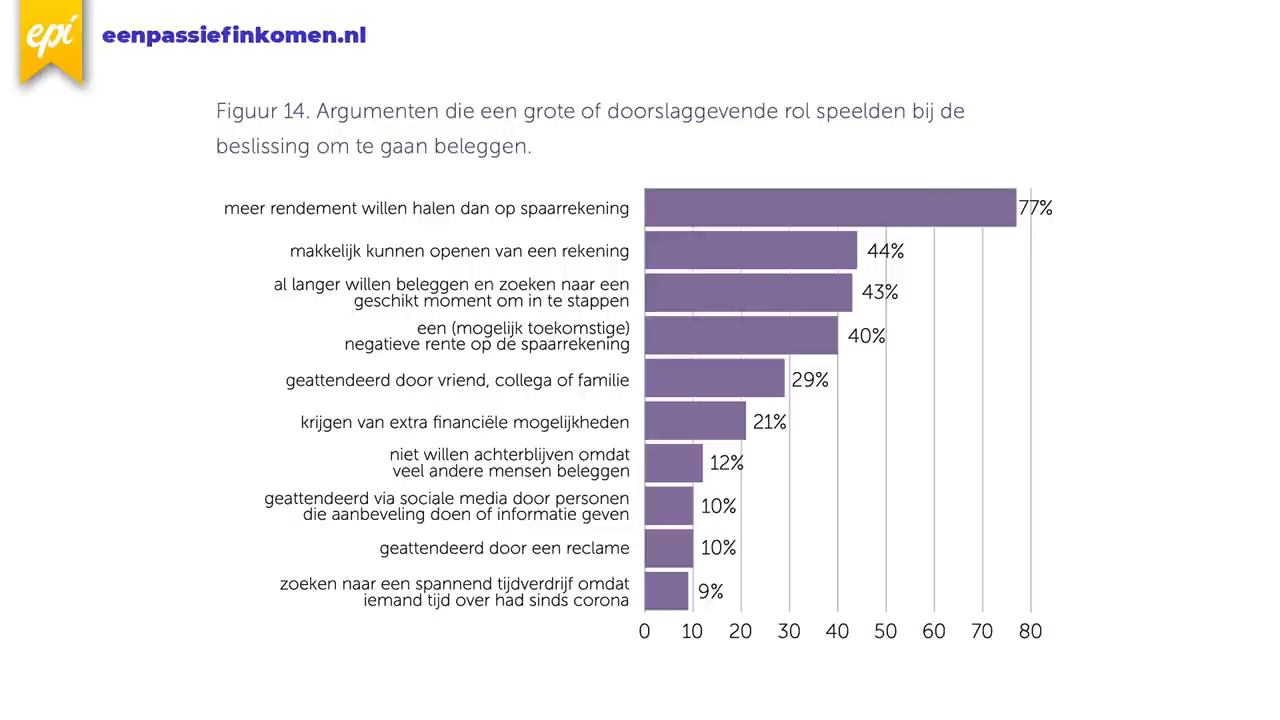 epi
eenpassiefinkomen.nl
Figuur 14. Argumenten die een grote of doorslaggevende rol speelden bij de
beslissing om te gaan beleggen.
meer rendement willen halen dan op spaarrekening
77%
makkelijk kunnen openen van een rekening
44%
al langer willen beleggen en zoeken naar een
geschikt moment om in te stappen
43%
een (mogelijk toekomstige)
negatieve rente op de spaarrekening
40%
geattendeerd door vriend, collega of familie
29%
krijgen van extra financiële mogelijkheden
21%
niet willen achterblijven omdat
veel andere mensen beleggen
12%
geattendeerd via sociale media door personen
die aanbeveling doen of informatie geven
10%
geattendeerd door een reclame
10%
zoeken naar een spannend tijdverdrijf omdat
iemand tijd over had sinds corona
9%
0 10 20 30 40 50 60 70 80